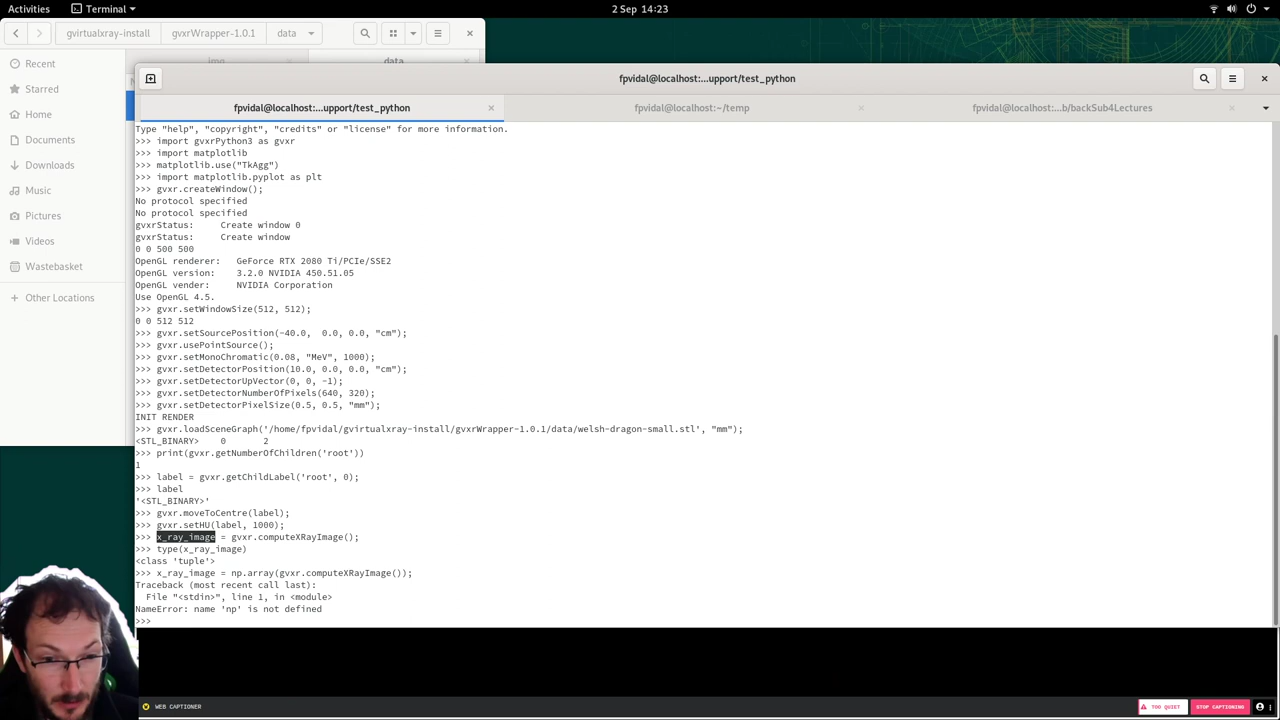 Activities
Terminal
2 Sep 14:23
gvirtualxray-install
gvxrWrapper-1.0.1
data
img
data
Recent
Starred
Home
Documents
Downloads
Music
Pictures
Videos
Wastebasket
Other Locations
fpvidal@localhost:...upport/test_python
fpvidal@localhost:...upport/test_python
fpvidal@localhost:~/temp
fpvidal@localhost:...b/backSub4Lectures
Type "help", "copyright", "credits" or "license" for more information.
>>> import gvxrPython3 as gvxr
>>> import matplotlib
>>> matplotlib.use("TkAgg")
>>> import matplotlib.pyplot as plt
>>> gvxr.createWindow();
No protocol specified
No protocol specified
gvxrStatus:     Create window 0
gvxrStatus:     Create window
0 0 500 500
OpenGL renderer:   GeForce RTX 2080 Ti/PCIe/SSE2
OpenGL version:    3.2.0 NVIDIA 450.51.05
OpenGL vender:     NVIDIA Corporation
Use OpenGL 4.5.
>>> gvxr.setWindowSize(512, 512);
0 0 512 512
>>> gvxr.setSourcePosition(-40.0,  0.0, 0.0, "cm");
>>> gvxr.usePointSource();
>>> gvxr.setMonoChromatic(0.08, "MeV", 1000);
>>> gvxr.setDetectorPosition(10.0, 0.0, 0.0, "cm");
>>> gvxr.setDetectorUpVector(0, 0, -1);
>>> gvxr.setDetectorNumberOfPixels(640, 320);
>>> gvxr.setDetectorPixelSize(0.5, 0.5, "mm");
INIT RENDER
>>> gvxr.loadSceneGraph('/home/fpvidal/gvirtualxray-install/gvxrWrapper-1.0.1/data/welsh-dragon-small.stl', "mm");
<STL_BINARY>    0       2
>>> print(gvxr.getNumberOfChildren('root'))
1
>>> label = gvxr.getChildLabel('root', 0);
>>> label
'<STL_BINARY>'
>>> gvxr.moveToCentre(label);
>>> gvxr.setHU(label, 1000);
>>> x_ray_image = gvxr.computeXRayImage();
>>> type(x_ray_image)
<class 'tuple'>
>>> x_ray_image = np.array(gvxr.computeXRayImage());
Traceback (most recent call last):
  File "<stdin>", line 1, in <module>
NameError: name 'np' is not defined
>>>
WEB CAPTIONER
TOO QUIET
STOP CAPTIONING